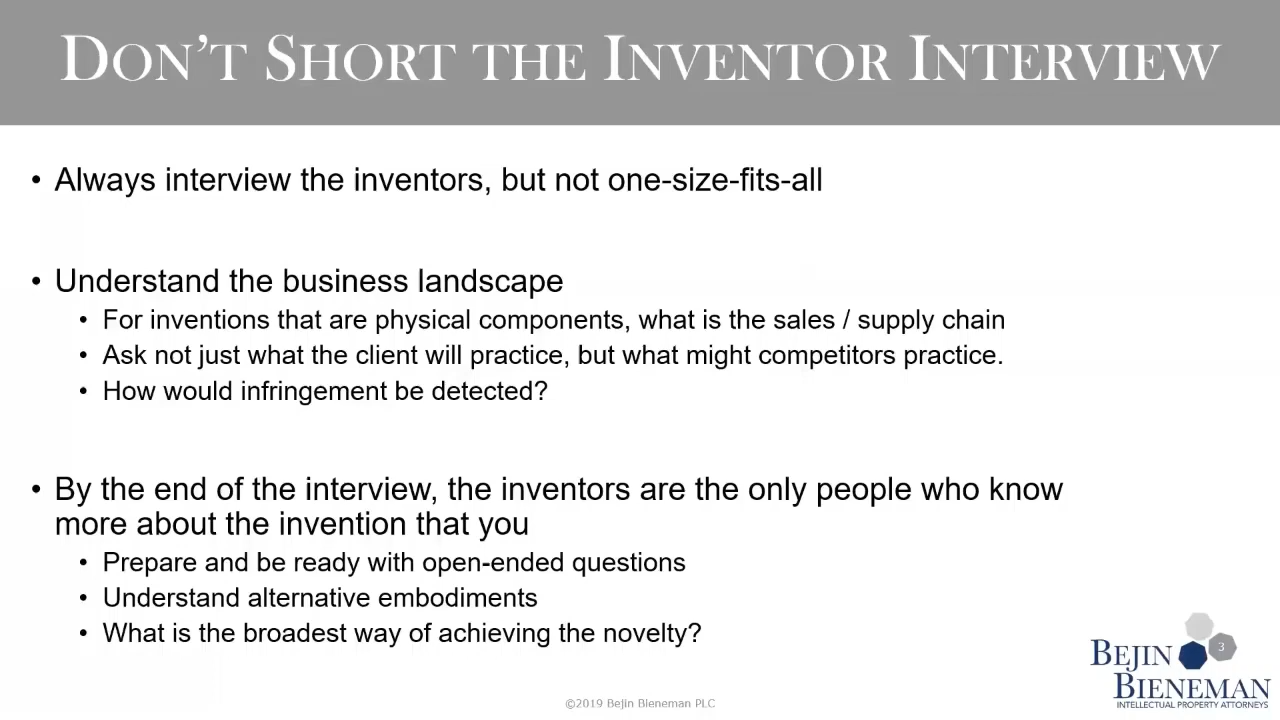 DON'T SHORT THE INVENTOR INTERVIEW
• Always interview the inventors, but not one-size-fits-all
• Understand the business landscape
• For inventions that are physical components, what is the sales / supply chain
• Ask not just what the client will practice, but what might competitors practice.
• How would infringement be detected?
• By the end of the interview, the inventors are the only people who know
more about the invention that you
• Prepare and be ready with open-ended questions
• Understand alternative embodiments
• What is the broadest way of achieving the novelty?
3
BEJIN
BIENEMAN
INTELLECTUAL PROPERTY ATTORNEYS
©2019 Bejin Bieneman PLC